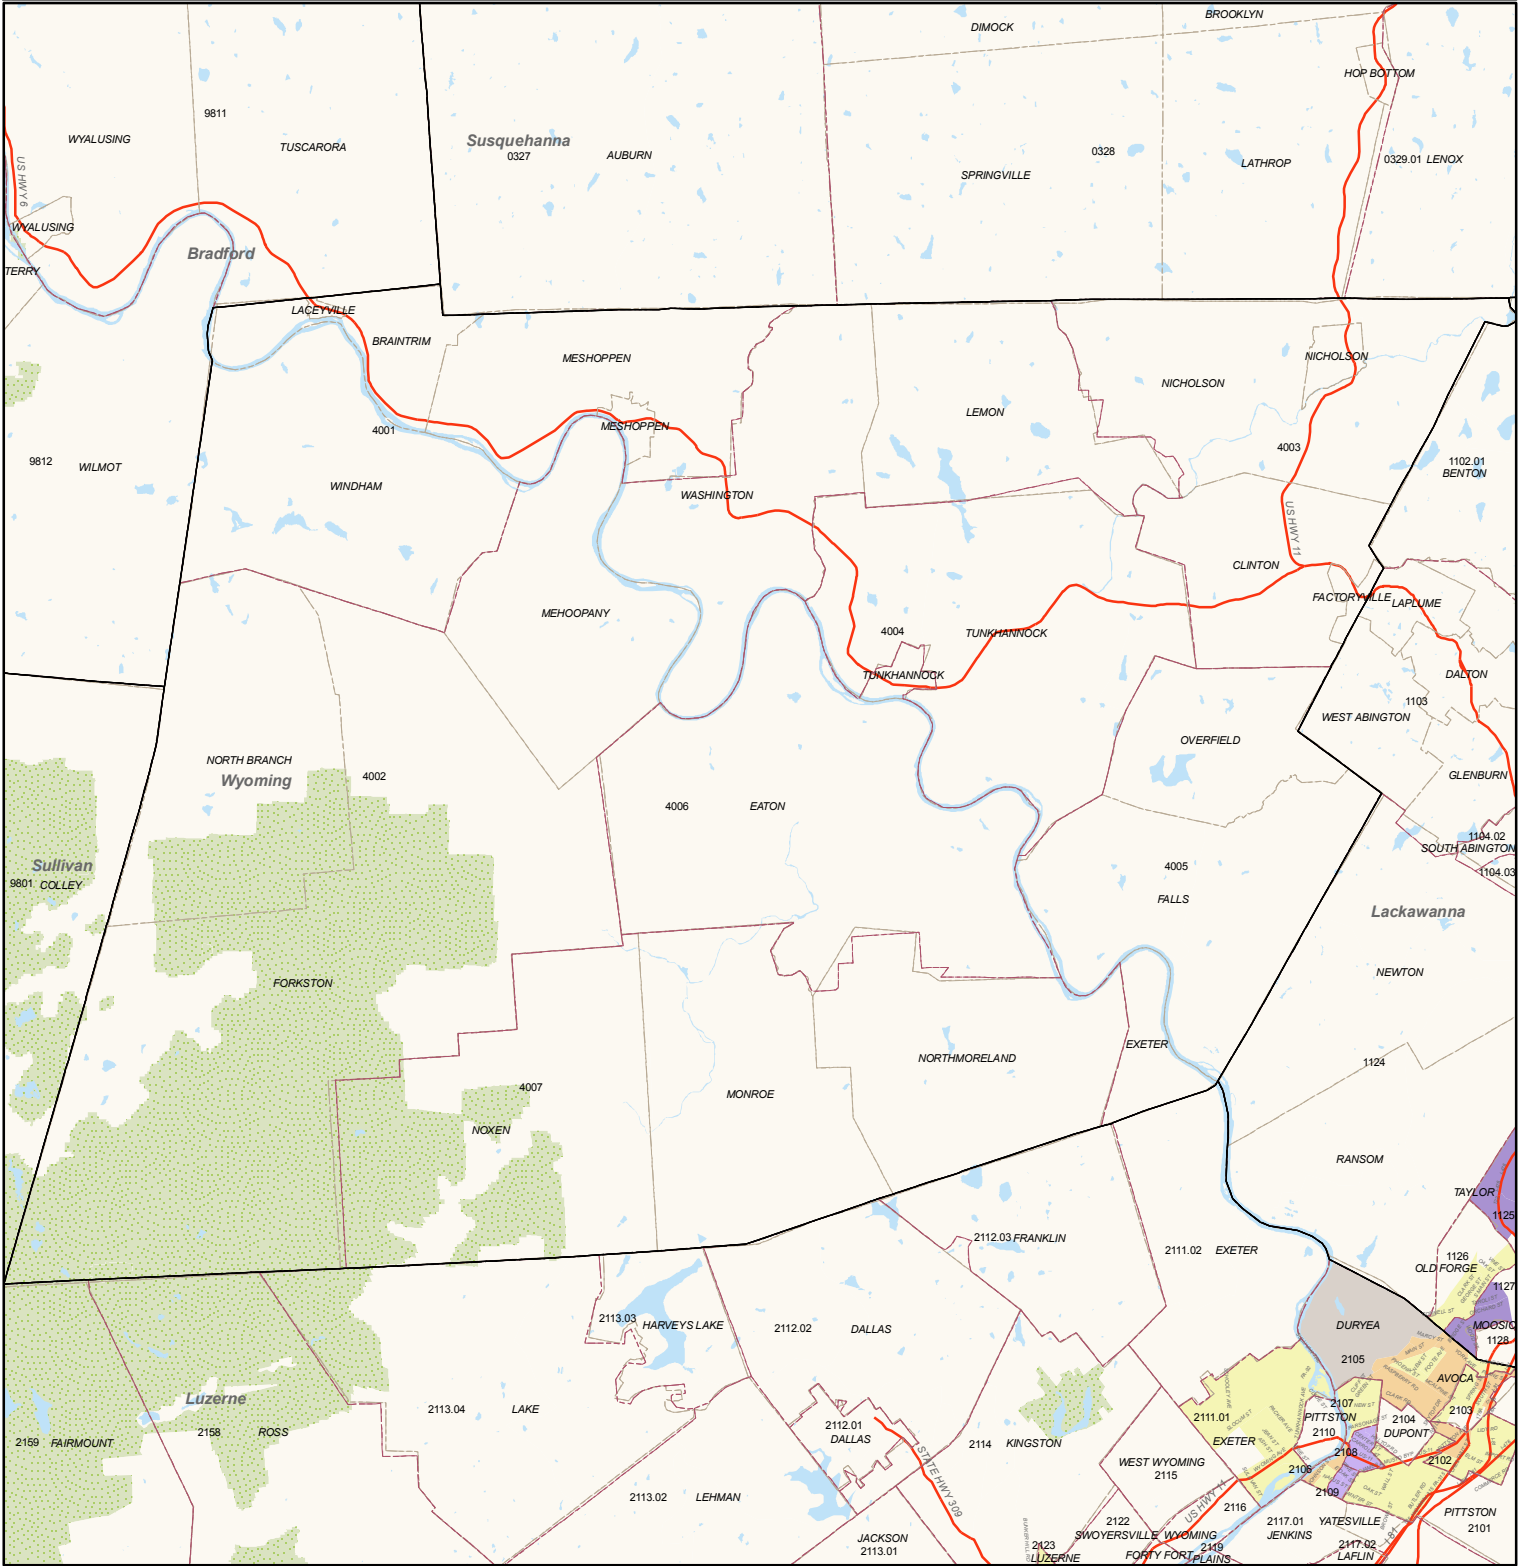 BROOKLYN
DIMOCK
HOP BOTTOM
9811
WYALUSING
TUSCARORA
Susquehanna
0327
AUBURN
0328
LATHROP
0329.01 LENOX
SPRINGVILLE
US HWY 6
WYALUSING
TERRY
Bradford
LACEYVILLE
BRAINTRIM
MESHOPPEN
NICHOLSON
NICHOLSON
LEMON
MESHOPPEN
4001
4003
9812
WILMOT
1102.01
BENTON
WINDHAM
WASHINGTON
US HWY 11
CLINTON
FACTORYVILLE
LAPLUME
MEHOOPANY
4004
TUNKHANNOCK
TUNKHANNOCK
DALTON
1103
WEST ABINGTON
OVERFIELD
NORTH BRANCH
Wyoming
4002
GLENBURN
4006
EATON
1104.02
SOUTH ABINGTON
Sullivan
9801 COLLEY
4005
1104.03
FALLS
Lackawanna
NEWTON
FORKSTON
EXETER
NORTHMORELAND
1124
4007
MONROE
NOXEN
RANSOM
TAYLOR
1125
2112.03 FRANKLIN
2111.02 EXETER
1126
OLD FORGE
1127
2113.03
HARVEYS LAKE
2112.02
DALLAS
DURYEA
MOOSIC
1128
2105
AVOCA
Luzerne
2113.04
LAKE
2107
2103
2111.01
PITTSTON
2104
DUPONT
2112.01
DALLAS
2110
2159 FAIRMOUNT
2158
ROSS
2114
KINGSTON
EXETER
2108
2102
WEST WYOMING
2115
2106
2109
STATE HWY 309
US HWY 11
2113.02
LEHMAN
2116
PITTSTON
2101
2122
SWOYERSVILLE
WYOMING
2117.01
JENKINS
YATESVILLE
I-81
JACKSON
2113.01
2123
LUZERNE
FORTY FORT
2119
PLAINS
2117.02
LAFLIN